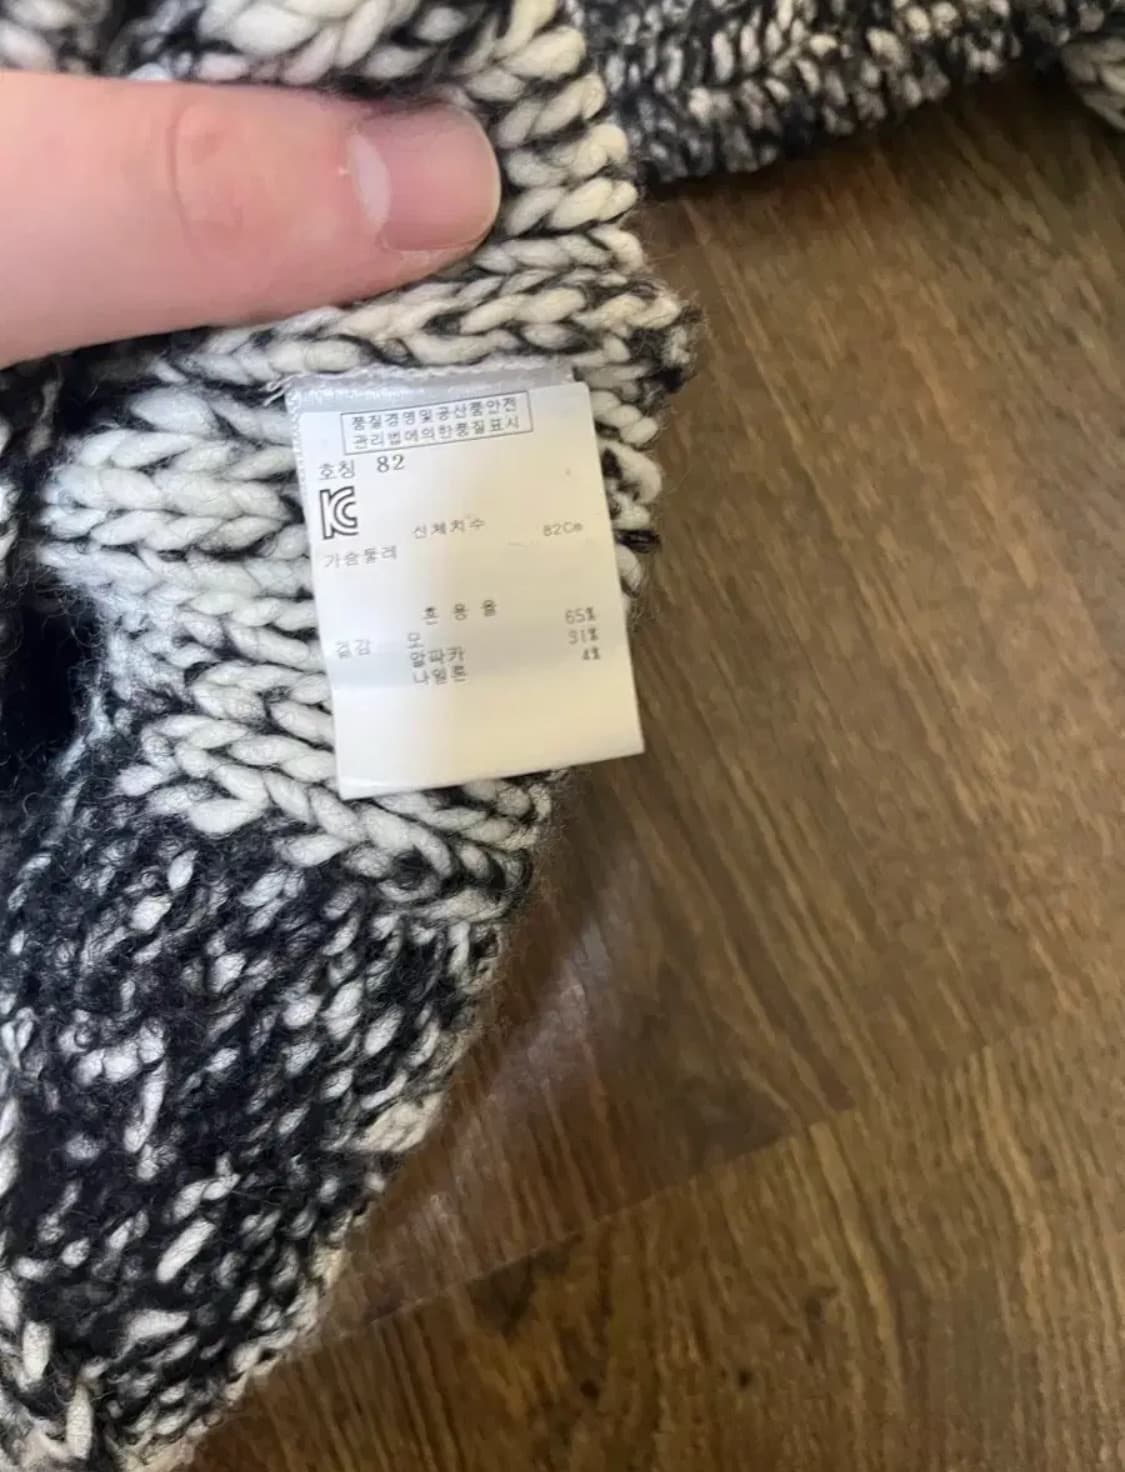 품질경영및공산품안전
관리법에의한품질표시
호칭 82
KC
신체치수 82Cm
가슴둘레
혼용율 65%
겉감 모 31%
알파카 4%
나일론